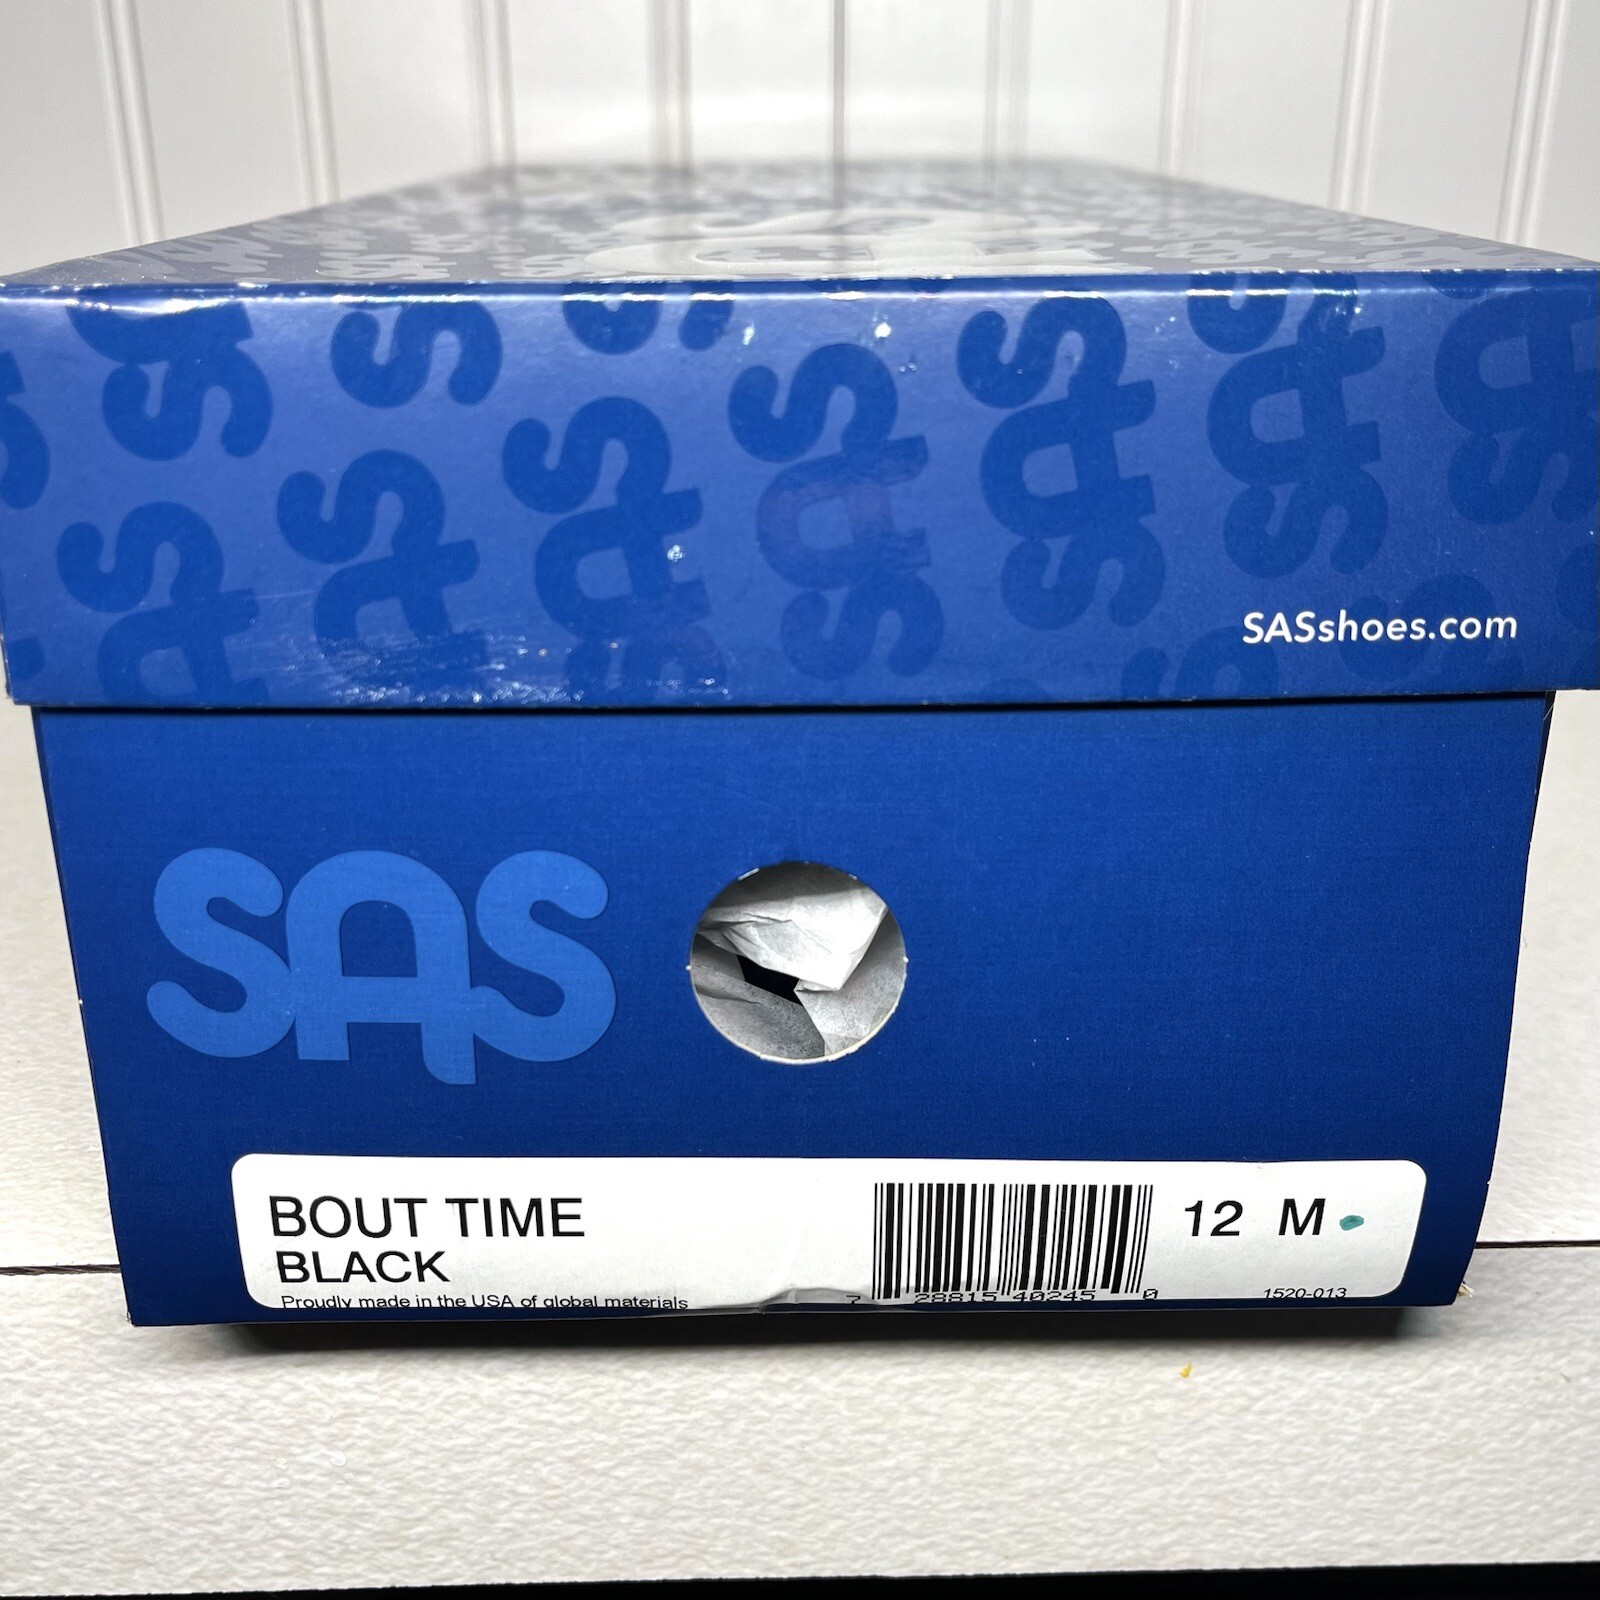 SASshoes.com
SAS
BOUT TIME
BLACK
12 M
Proudly made in the USA of global materials
7 28815 40245 0
1520-013